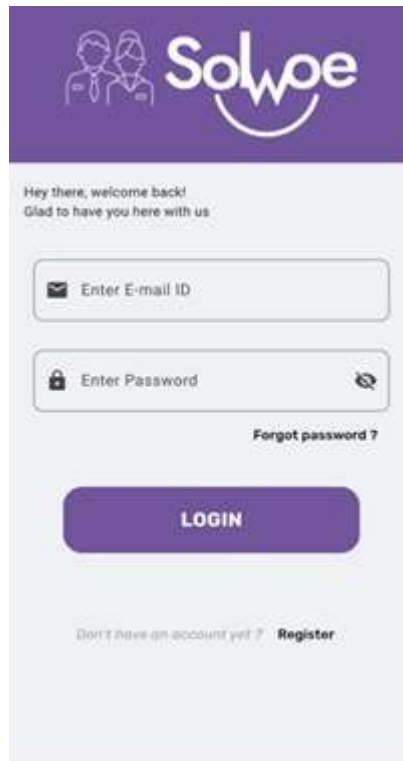 Solwoe
Hey there, welcome back!
Glad to have you here with us
Enter E-mail ID
Enter Password
Forgot password ?
LOGIN
Don't have an account yet ? Register